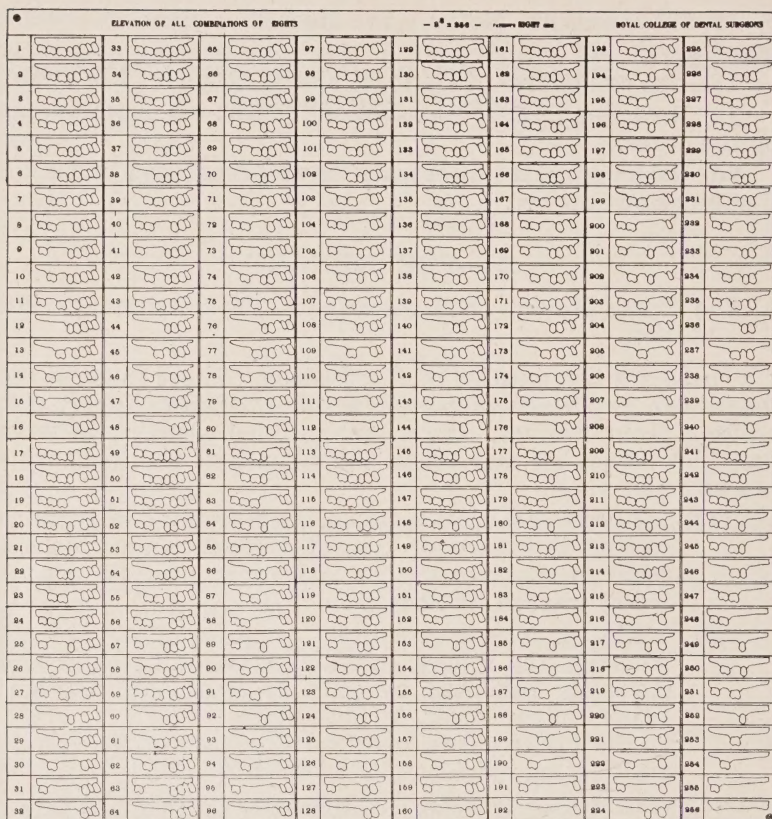 ELEVATION OF ALL COMBINATIONS OF EIGHTS — 2⁸ = 256 — PATIENT'S RIGHT SIDE ROYAL COLLEGE OF DENTAL SURGEONS
1 33 65 97 129 161 193 225
2 34 66 98 130 162 194 226
3 35 67 99 131 163 195 227
4 36 68 100 132 164 196 228
5 37 69 101 133 165 197 229
6 38 70 102 134 166 198 230
7 39 71 103 135 167 199 231
8 40 72 104 136 168 200 232
9 41 73 105 137 169 201 233
10 42 74 106 138 170 202 234
11 43 75 107 139 171 203 235
12 44 76 108 140 172 204 236
13 45 77 109 141 173 205 237
14 46 78 110 142 174 206 238
15 47 79 111 143 175 207 239
16 48 80 112 144 176 208 240
17 49 81 113 145 177 209 241
18 50 82 114 146 178 210 242
19 51 83 115 147 179 211 243
20 52 84 116 148 180 212 244
21 53 85 117 149 181 213 245
22 54 86 118 150 182 214 246
23 55 87 119 151 183 215 247
24 56 88 120 152 184 216 248
25 57 89 121 153 185 217 249
26 58 90 122 154 186 218 250
27 59 91 123 155 187 219 251
28 60 92 124 156 188 220 252
29 61 93 125 157 189 221 253
30 62 94 126 158 190 222 254
31 63 95 127 159 191 223 255
32 64 96 128 160 192 224 256